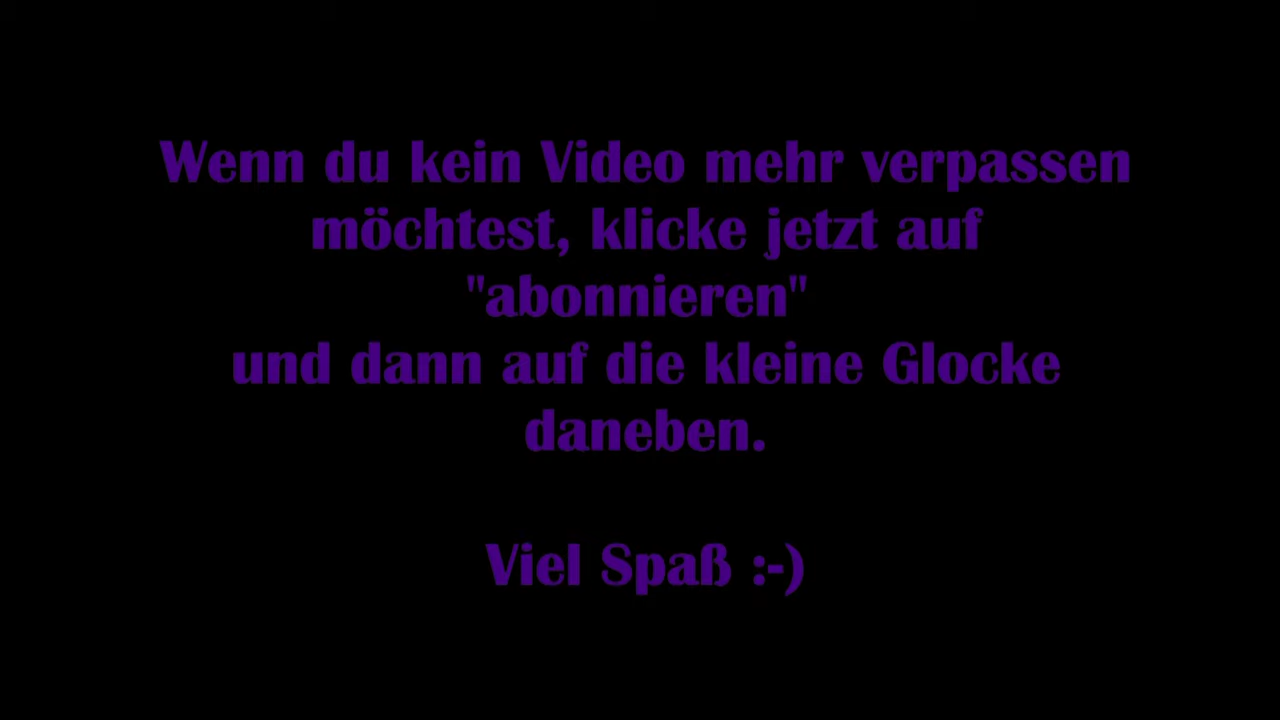 Wenn du kein Video mehr verpassen
möchtest, klicke jetzt auf
"abonnieren"
und dann auf die kleine Glocke
daneben.
Viel Spaß :-)